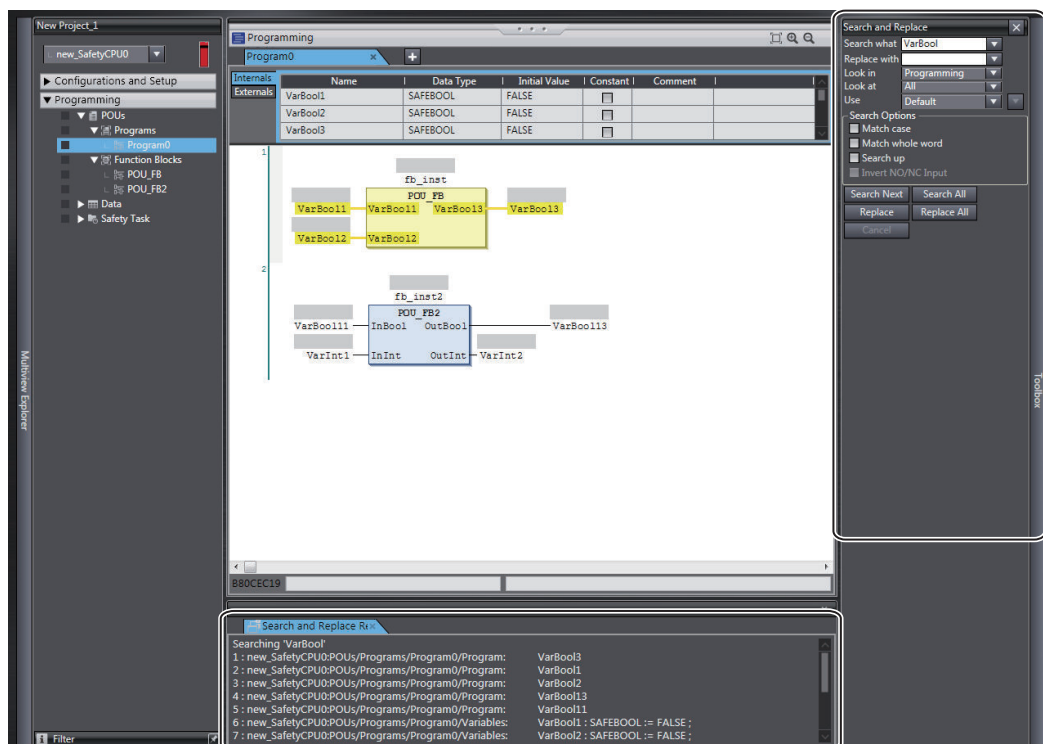 New_Project_1
new_SafetyCPU0
Configurations and Setup
Programming
POUs
Programs
Program0
Function Blocks
POU_FB
POU_FB2
Data
Safety Task
Filter
Multiview Explorer
Programming
Program0
Internals
Externals
Name Data Type Initial Value Constant Comment
VarBool1 SAFEBOOL FALSE
VarBool2 SAFEBOOL FALSE
VarBool3 SAFEBOOL FALSE
1
fb_inst
POU_FB
VarBool1 VarBool1 VarBool3 VarBool3
VarBool2 VarBool2
2
fb_inst2
POU_FB2
VarBool11 InBool OutBool VarBool13
VarInt1 InInt OutInt VarInt2
B80CEC19
Search and Replace Re
Searching 'VarBool'
1 : new_SafetyCPU0:POUs/Programs/Program0/Program: VarBool3
2 : new_SafetyCPU0:POUs/Programs/Program0/Program: VarBool1
3 : new_SafetyCPU0:POUs/Programs/Program0/Program: VarBool2
4 : new_SafetyCPU0:POUs/Programs/Program0/Program: VarBool13
5 : new_SafetyCPU0:POUs/Programs/Program0/Program: VarBool11
6 : new_SafetyCPU0:POUs/Programs/Program0/Variables: VarBool1 : SAFEBOOL := FALSE ;
7 : new_SafetyCPU0:POUs/Programs/Program0/Variables: VarBool2 : SAFEBOOL := FALSE ;
Search and Replace
Search what VarBool
Replace with
Look in Programming
Look at All
Use Default
Search Options
Match case
Match whole word
Search up
Invert NO/NC Input
Search Next Search All
Replace Replace All
Cancel
Toolbox